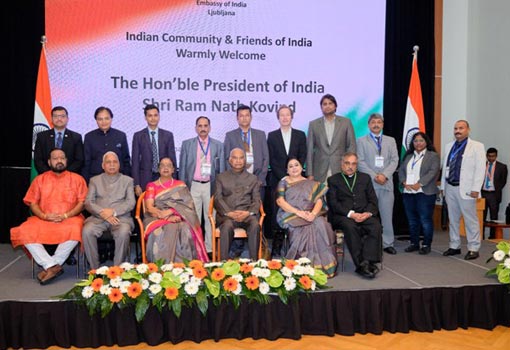 Embassy of India
Ljubljana
Indian Community & Friends of India
Warmly Welcome
The Hon'ble President of India
Shri Ram Nath Kovind